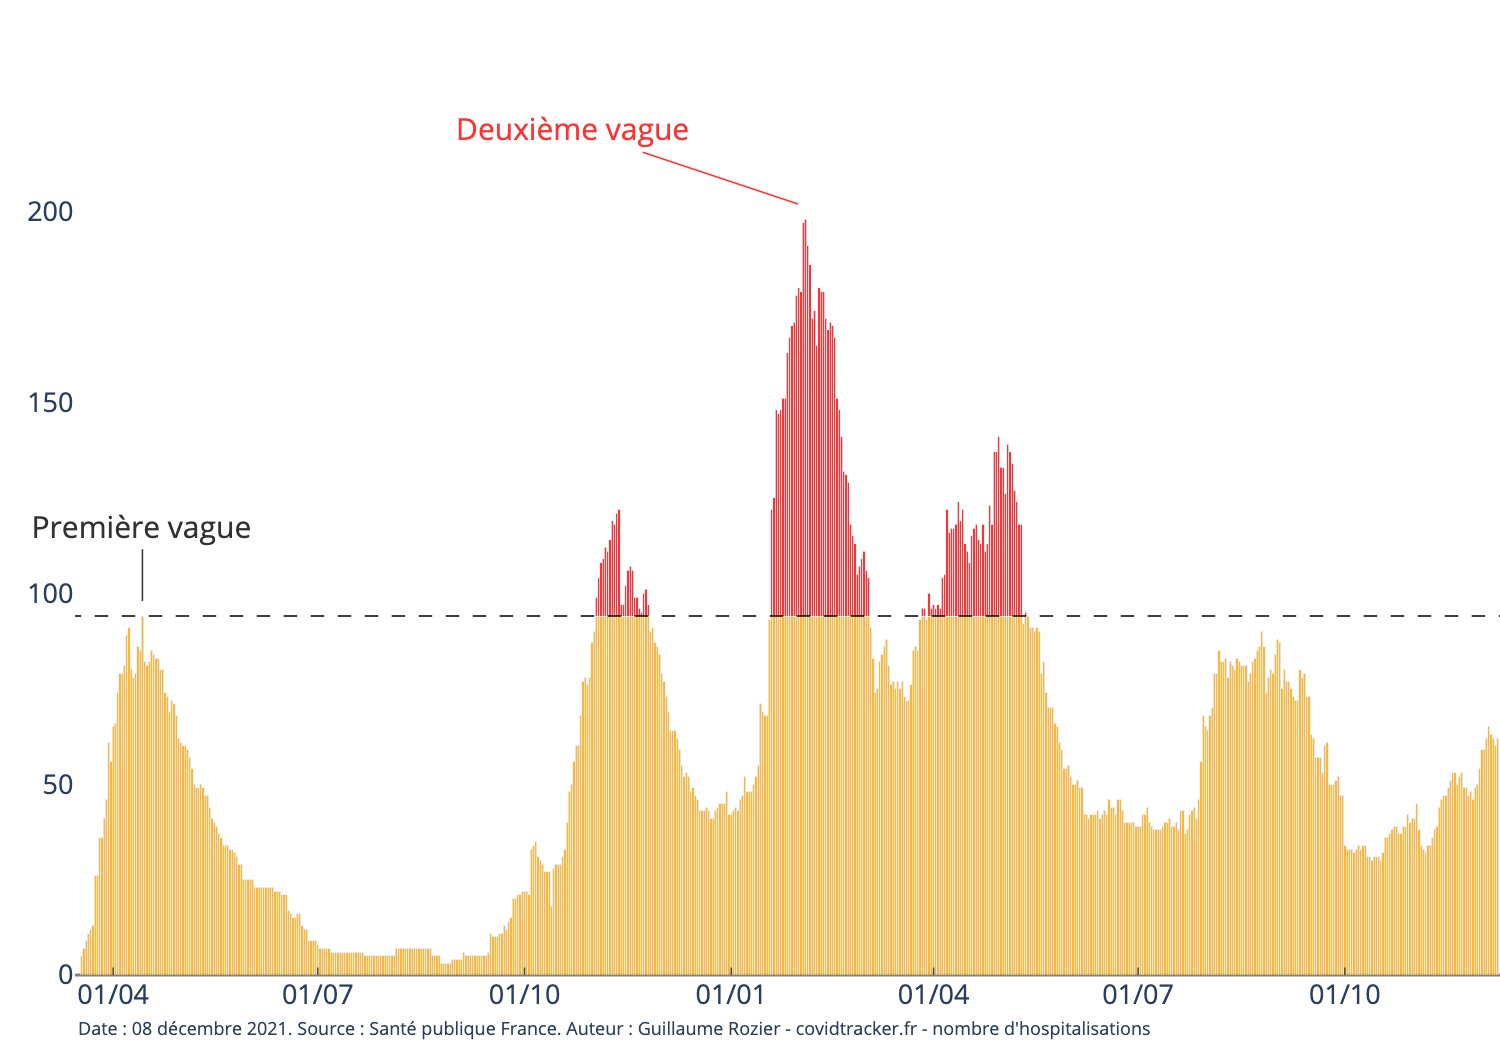 Deuxième vague
200
150
Première vague
100
50
0
01/04 01/07 01/10 01/01 01/04 01/07 01/10
Date : 08 décembre 2021. Source : Santé publique France. Auteur : Guillaume Rozier - covidtracker.fr - nombre d'hospitalisations